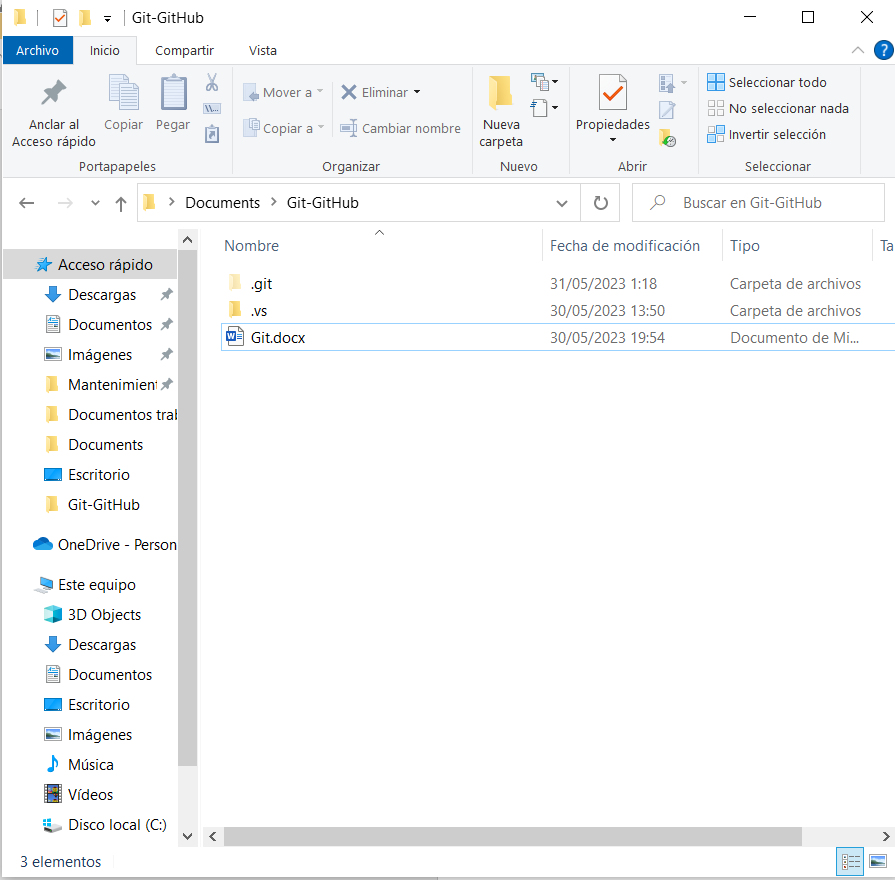 Git-GitHub
Archivo Inicio Compartir Vista
Anclar al Acceso rápido
Copiar
Pegar
Portapapeles
Mover a
Copiar a
Eliminar
Cambiar nombre
Organizar
Nueva carpeta
Nuevo
Propiedades
Abrir
Seleccionar todo
No seleccionar nada
Invertir selección
Seleccionar
Documents Git-GitHub
Buscar en Git-GitHub
Acceso rápido
Descargas
Documentos
Imágenes
Mantenimient
Documentos tral
Documents
Escritorio
Git-GitHub
OneDrive - Person
Este equipo
3D Objects
Descargas
Documentos
Escritorio
Imágenes
Música
Vídeos
Disco local (C:)
Nombre Fecha de modificación Tipo Ta
.git 31/05/2023 1:18 Carpeta de archivos
.vs 30/05/2023 13:50 Carpeta de archivos
Git.docx 30/05/2023 19:54 Documento de Mi...
3 elementos